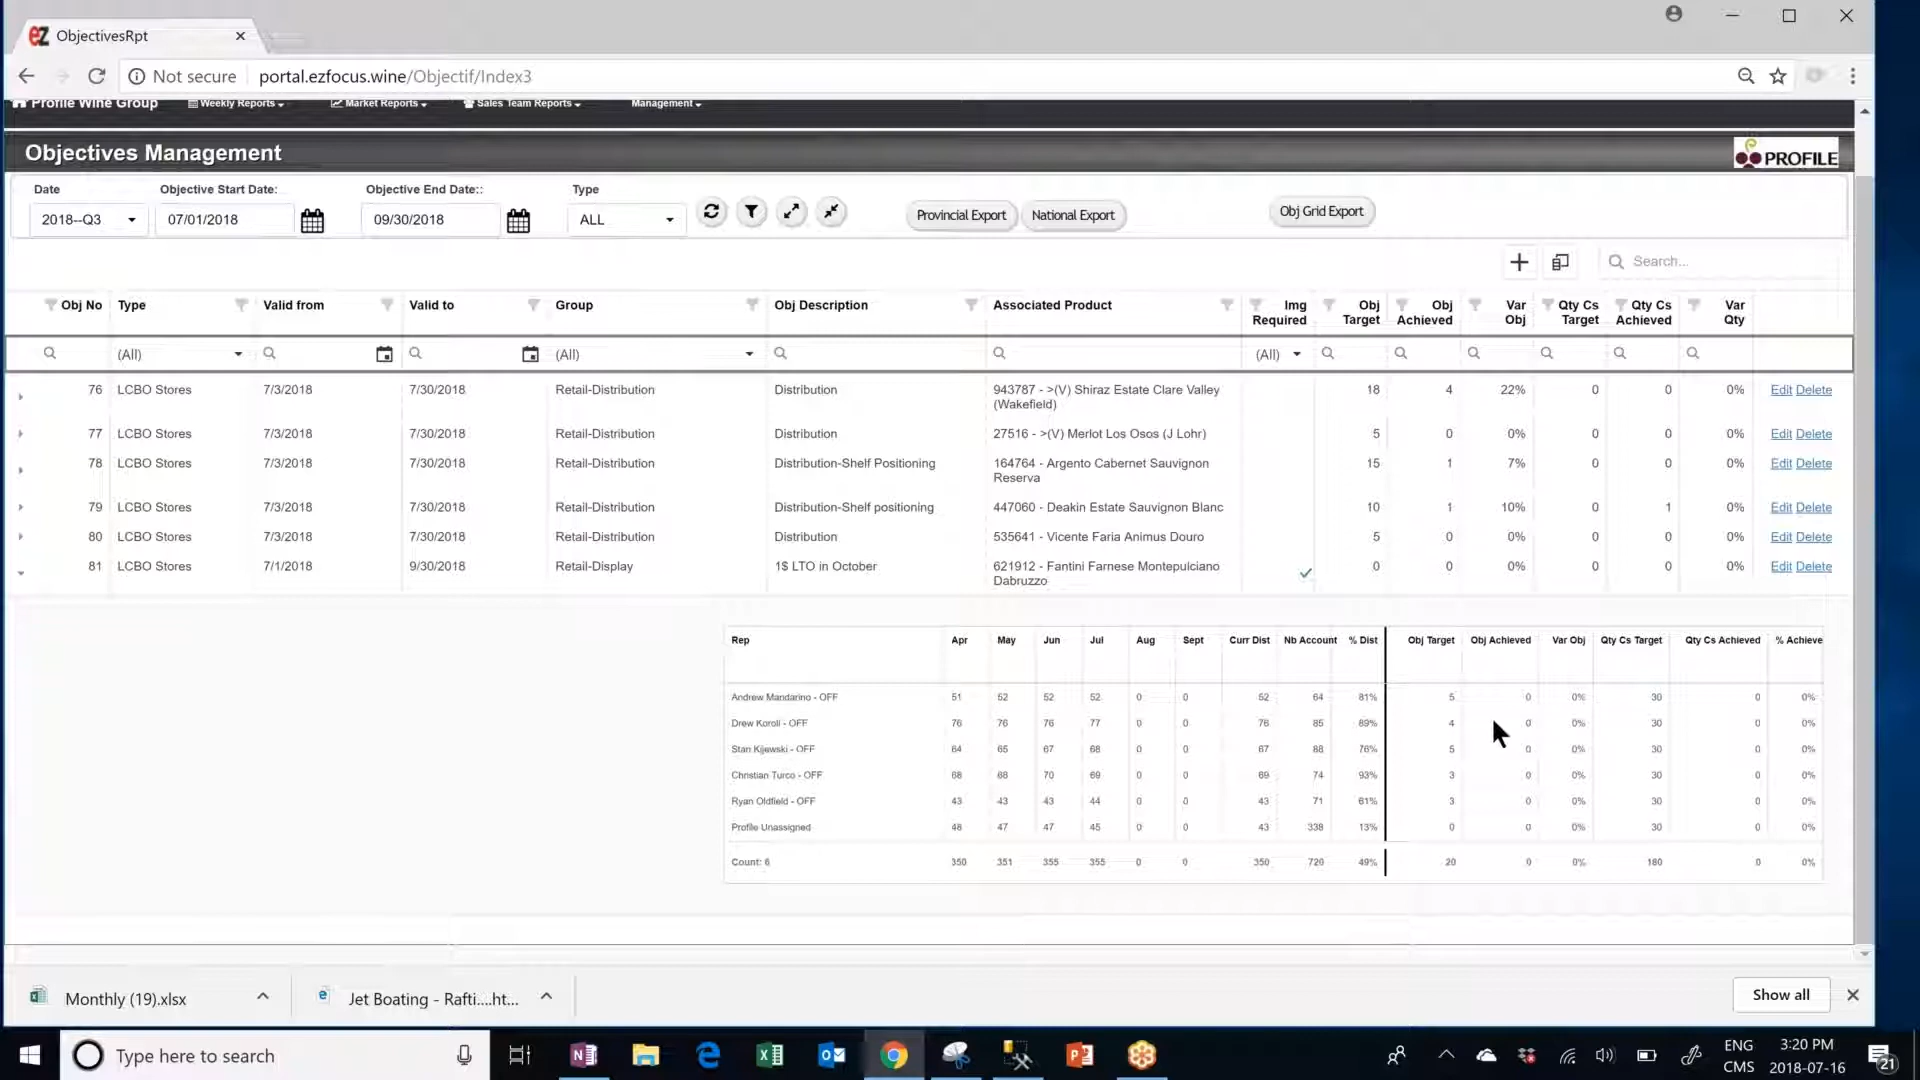 ObjectivesRpt
Not secure portal.ezfocus.wine/Objectif/Index3
Profile Wine Group Weekly Reports Market Reports Sales Team Reports Management
Objectives Management PROFILE
Date Objective Start Date: Objective End Date:: Type
2018--Q3 07/01/2018 09/30/2018 ALL Provincial Export National Export Obj Grid Export
Search...
Obj No Type Valid from Valid to Group Obj Description Associated Product Img Required Obj Target Obj Achieved Var Obj Qty Cs Target Qty Cs Achieved Var Qty
(All) (All) (All)
76 LCBO Stores 7/3/2018 7/30/2018 Retail-Distribution Distribution 943787 - >(V) Shiraz Estate Clare Valley 18 4 22% 0 0 0% Edit Delete
(Wakefield)
77 LCBO Stores 7/3/2018 7/30/2018 Retail-Distribution Distribution 27516 - >(V) Merlot Los Osos (J Lohr) 5 0 0% 0 0 0% Edit Delete
78 LCBO Stores 7/3/2018 7/30/2018 Retail-Distribution Distribution-Shelf Positioning 164764 - Argento Cabernet Sauvignon 15 1 7% 0 0 0% Edit Delete
Reserva
79 LCBO Stores 7/3/2018 7/30/2018 Retail-Distribution Distribution-Shelf positioning 447060 - Deakin Estate Sauvignon Blanc 10 1 10% 0 1 0% Edit Delete
80 LCBO Stores 7/3/2018 7/30/2018 Retail-Distribution Distribution 535641 - Vicente Faria Animus Douro 5 0 0% 0 0 0% Edit Delete
81 LCBO Stores 7/1/2018 9/30/2018 Retail-Display 1$ LTO in October 621912 - Fantini Farnese Montepulciano 0 0 0% 0 0 0% Edit Delete
Dabruzzo
Rep Apr May Jun Jul Aug Sept Curr Dist Nb Account % Dist Obj Target Obj Achieved Var Obj Qty Cs Target Qty Cs Achieved % Achieve
Andrew Mandarino - OFF 51 52 52 52 0 0 52 64 81% 5 0 0% 30 0 0%
Drew Koroll - OFF 76 76 76 77 0 0 76 85 89% 4 0 0% 30 0 0%
Stan Kijewski - OFF 64 65 67 68 0 0 67 88 76% 5 0 0% 30 0 0%
Christian Turco - OFF 68 68 70 69 0 0 69 74 93% 3 0 0% 30 0 0%
Ryan Oldfield - OFF 43 43 43 44 0 0 43 71 61% 3 0 0% 30 0 0%
Profile Unassigned 48 47 47 45 0 0 43 338 13% 0 0 0% 30 0 0%
Count: 6 350 351 355 355 0 0 350 720 49% 20 0 0% 180 0 0%
Monthly (19).xlsx Jet Boating - Rafti....ht... Show all
Type here to search ENG 3:20 PM
CMS 2018-07-16 21